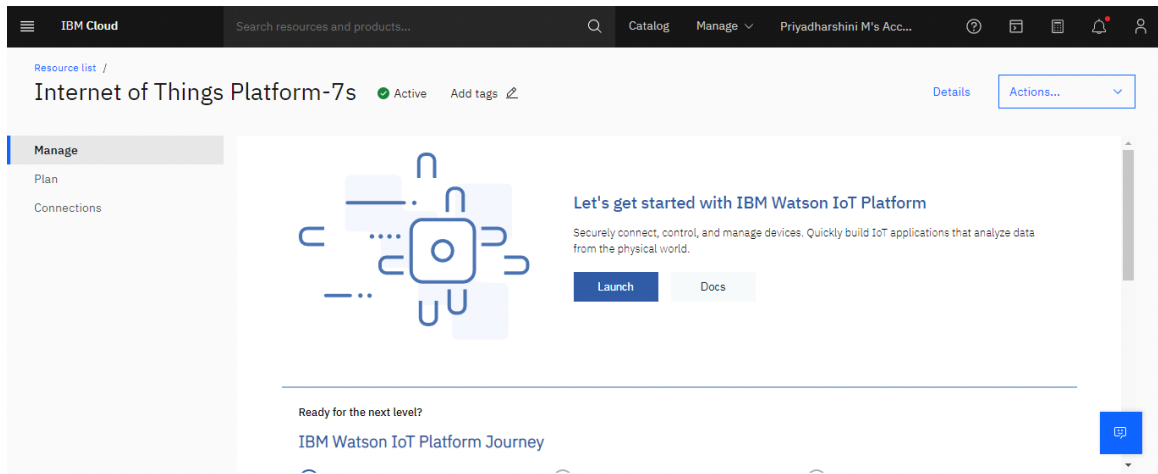 IBM Cloud
Search resources and products...
Catalog
Manage
Priyadharshini M's Acc...
Resource list /
Internet of Things Platform-7s
Active
Add tags
Details
Actions...
Manage
Plan
Connections
Let's get started with IBM Watson IoT Platform
Securely connect, control, and manage devices. Quickly build IoT applications that analyze data
from the physical world.
Launch
Docs
Ready for the next level?
IBM Watson IoT Platform Journey